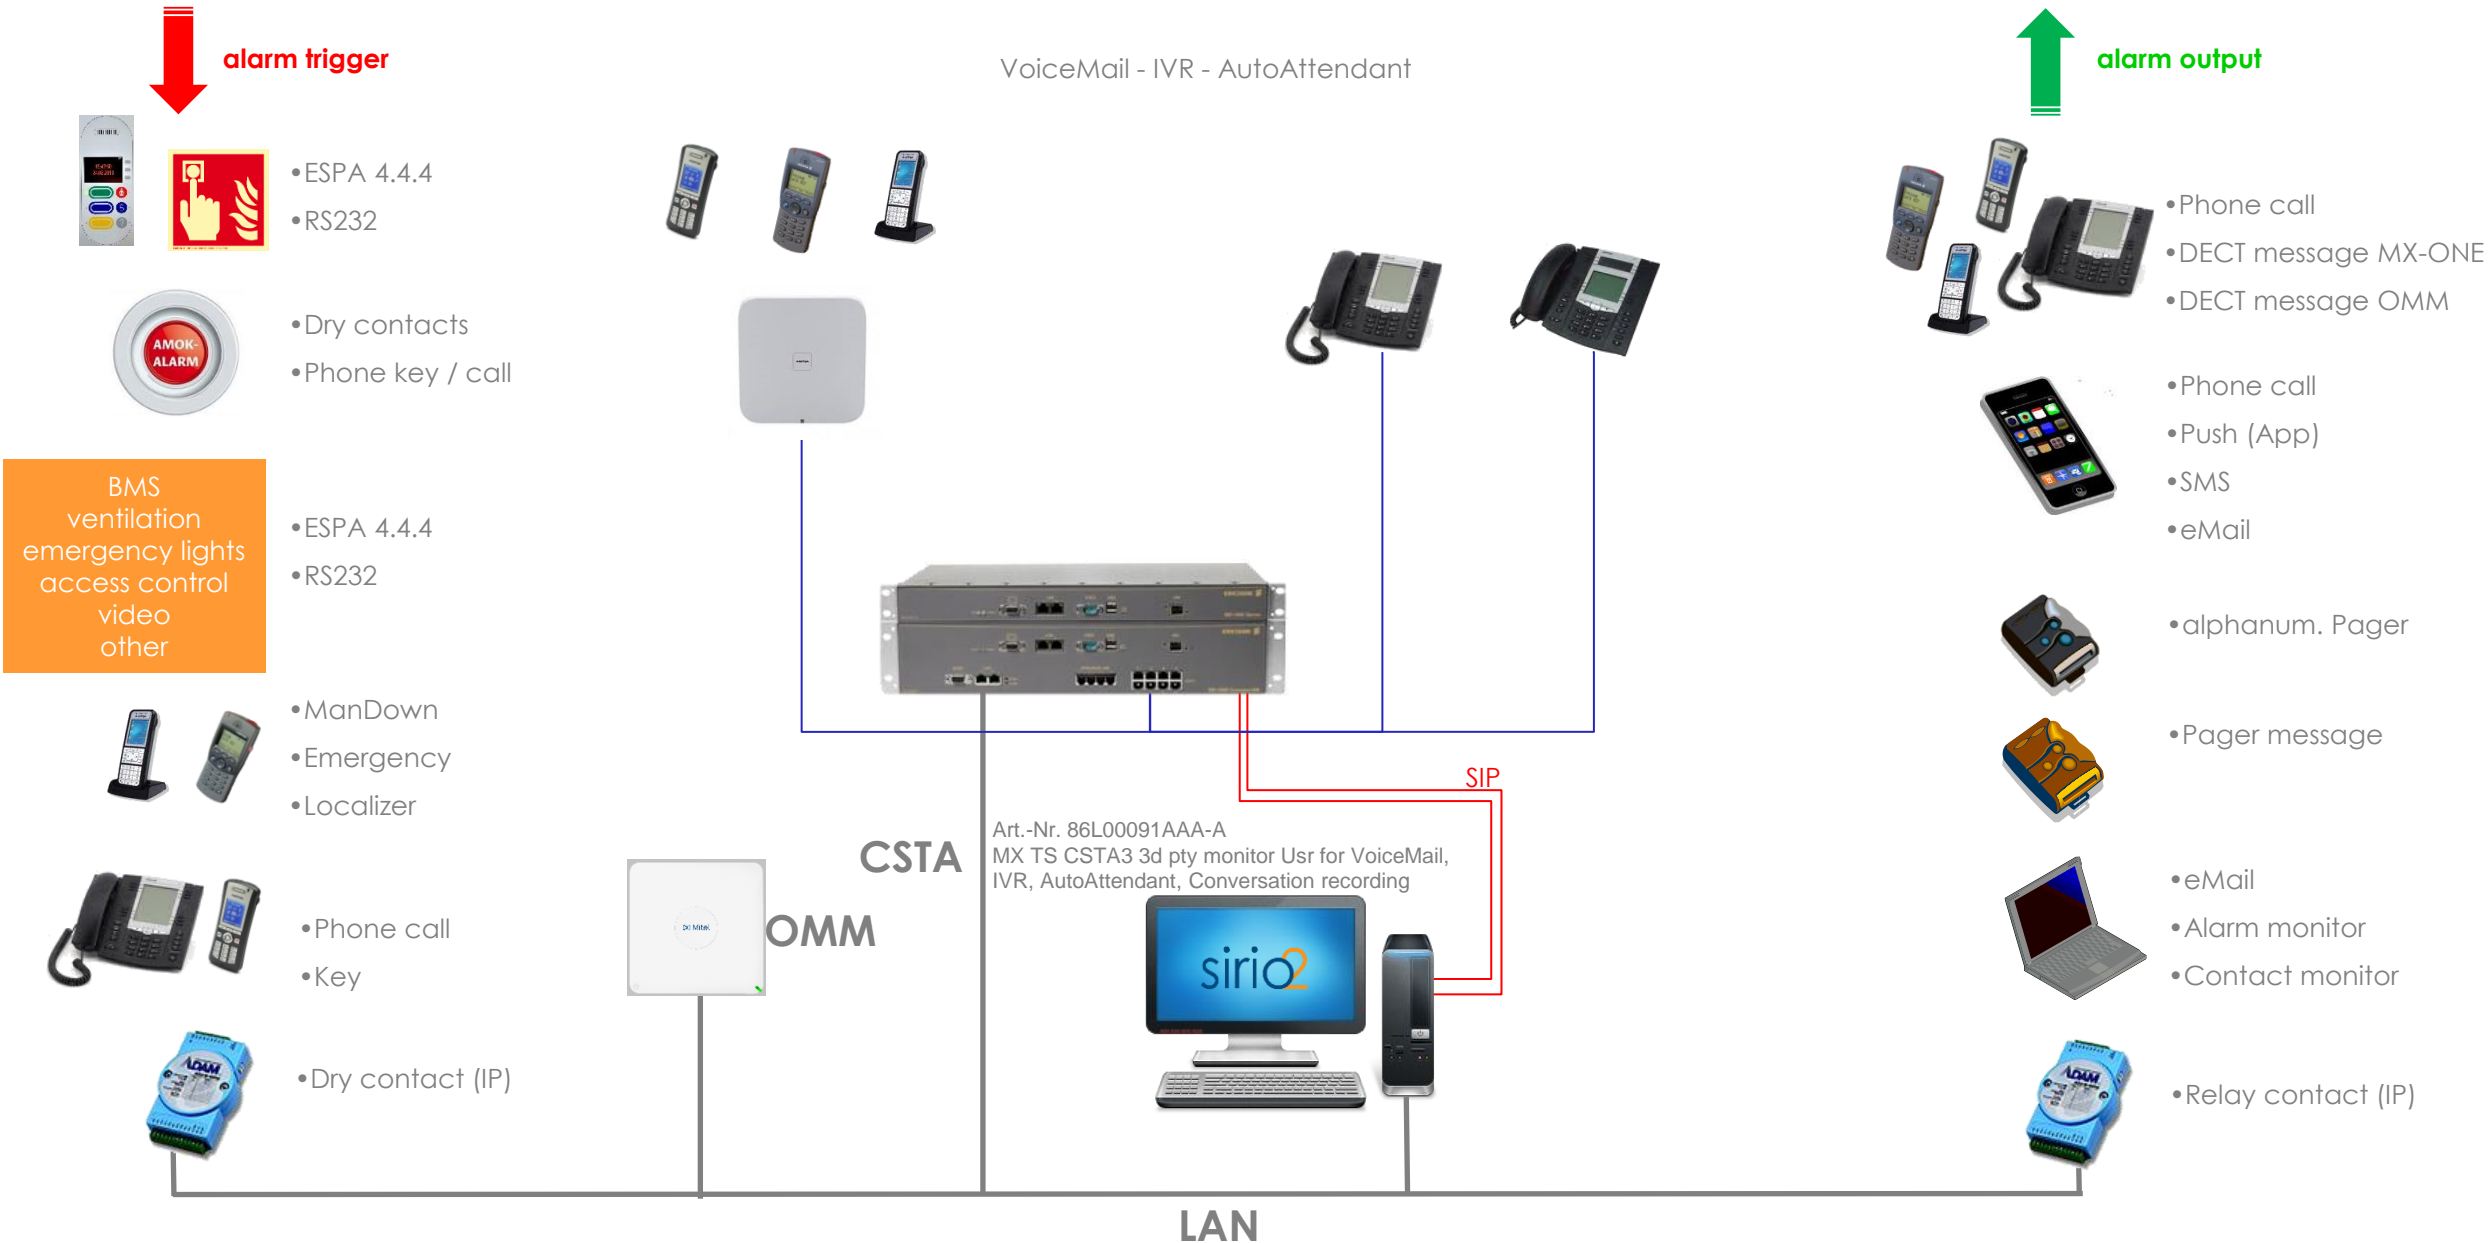 alarm trigger
VoiceMail - IVR - AutoAttendant
alarm output
•ESPA 4.4.4
•RS232
AMOK-
ALARM
•Dry contacts
•Phone key / call
BMS
ventilation
emergency lights
access control
video
other
•ESPA 4.4.4
•RS232
•ManDown
•Emergency
•Localizer
•Phone call
•Key
ADAM
•Dry contact (IP)
Mitel
OMM
CSTA
SIP
Art.-Nr. 86L00091AAA-A
MX TS CSTA3 3d pty monitor Usr for VoiceMail,
IVR, AutoAttendant, Conversation recording
sirio2
LAN
•Phone call
•DECT message MX-ONE
•DECT message OMM
•Phone call
•Push (App)
•SMS
•eMail
•alphanum. Pager
•Pager message
•eMail
•Alarm monitor
•Contact monitor
ADAM
•Relay contact (IP)